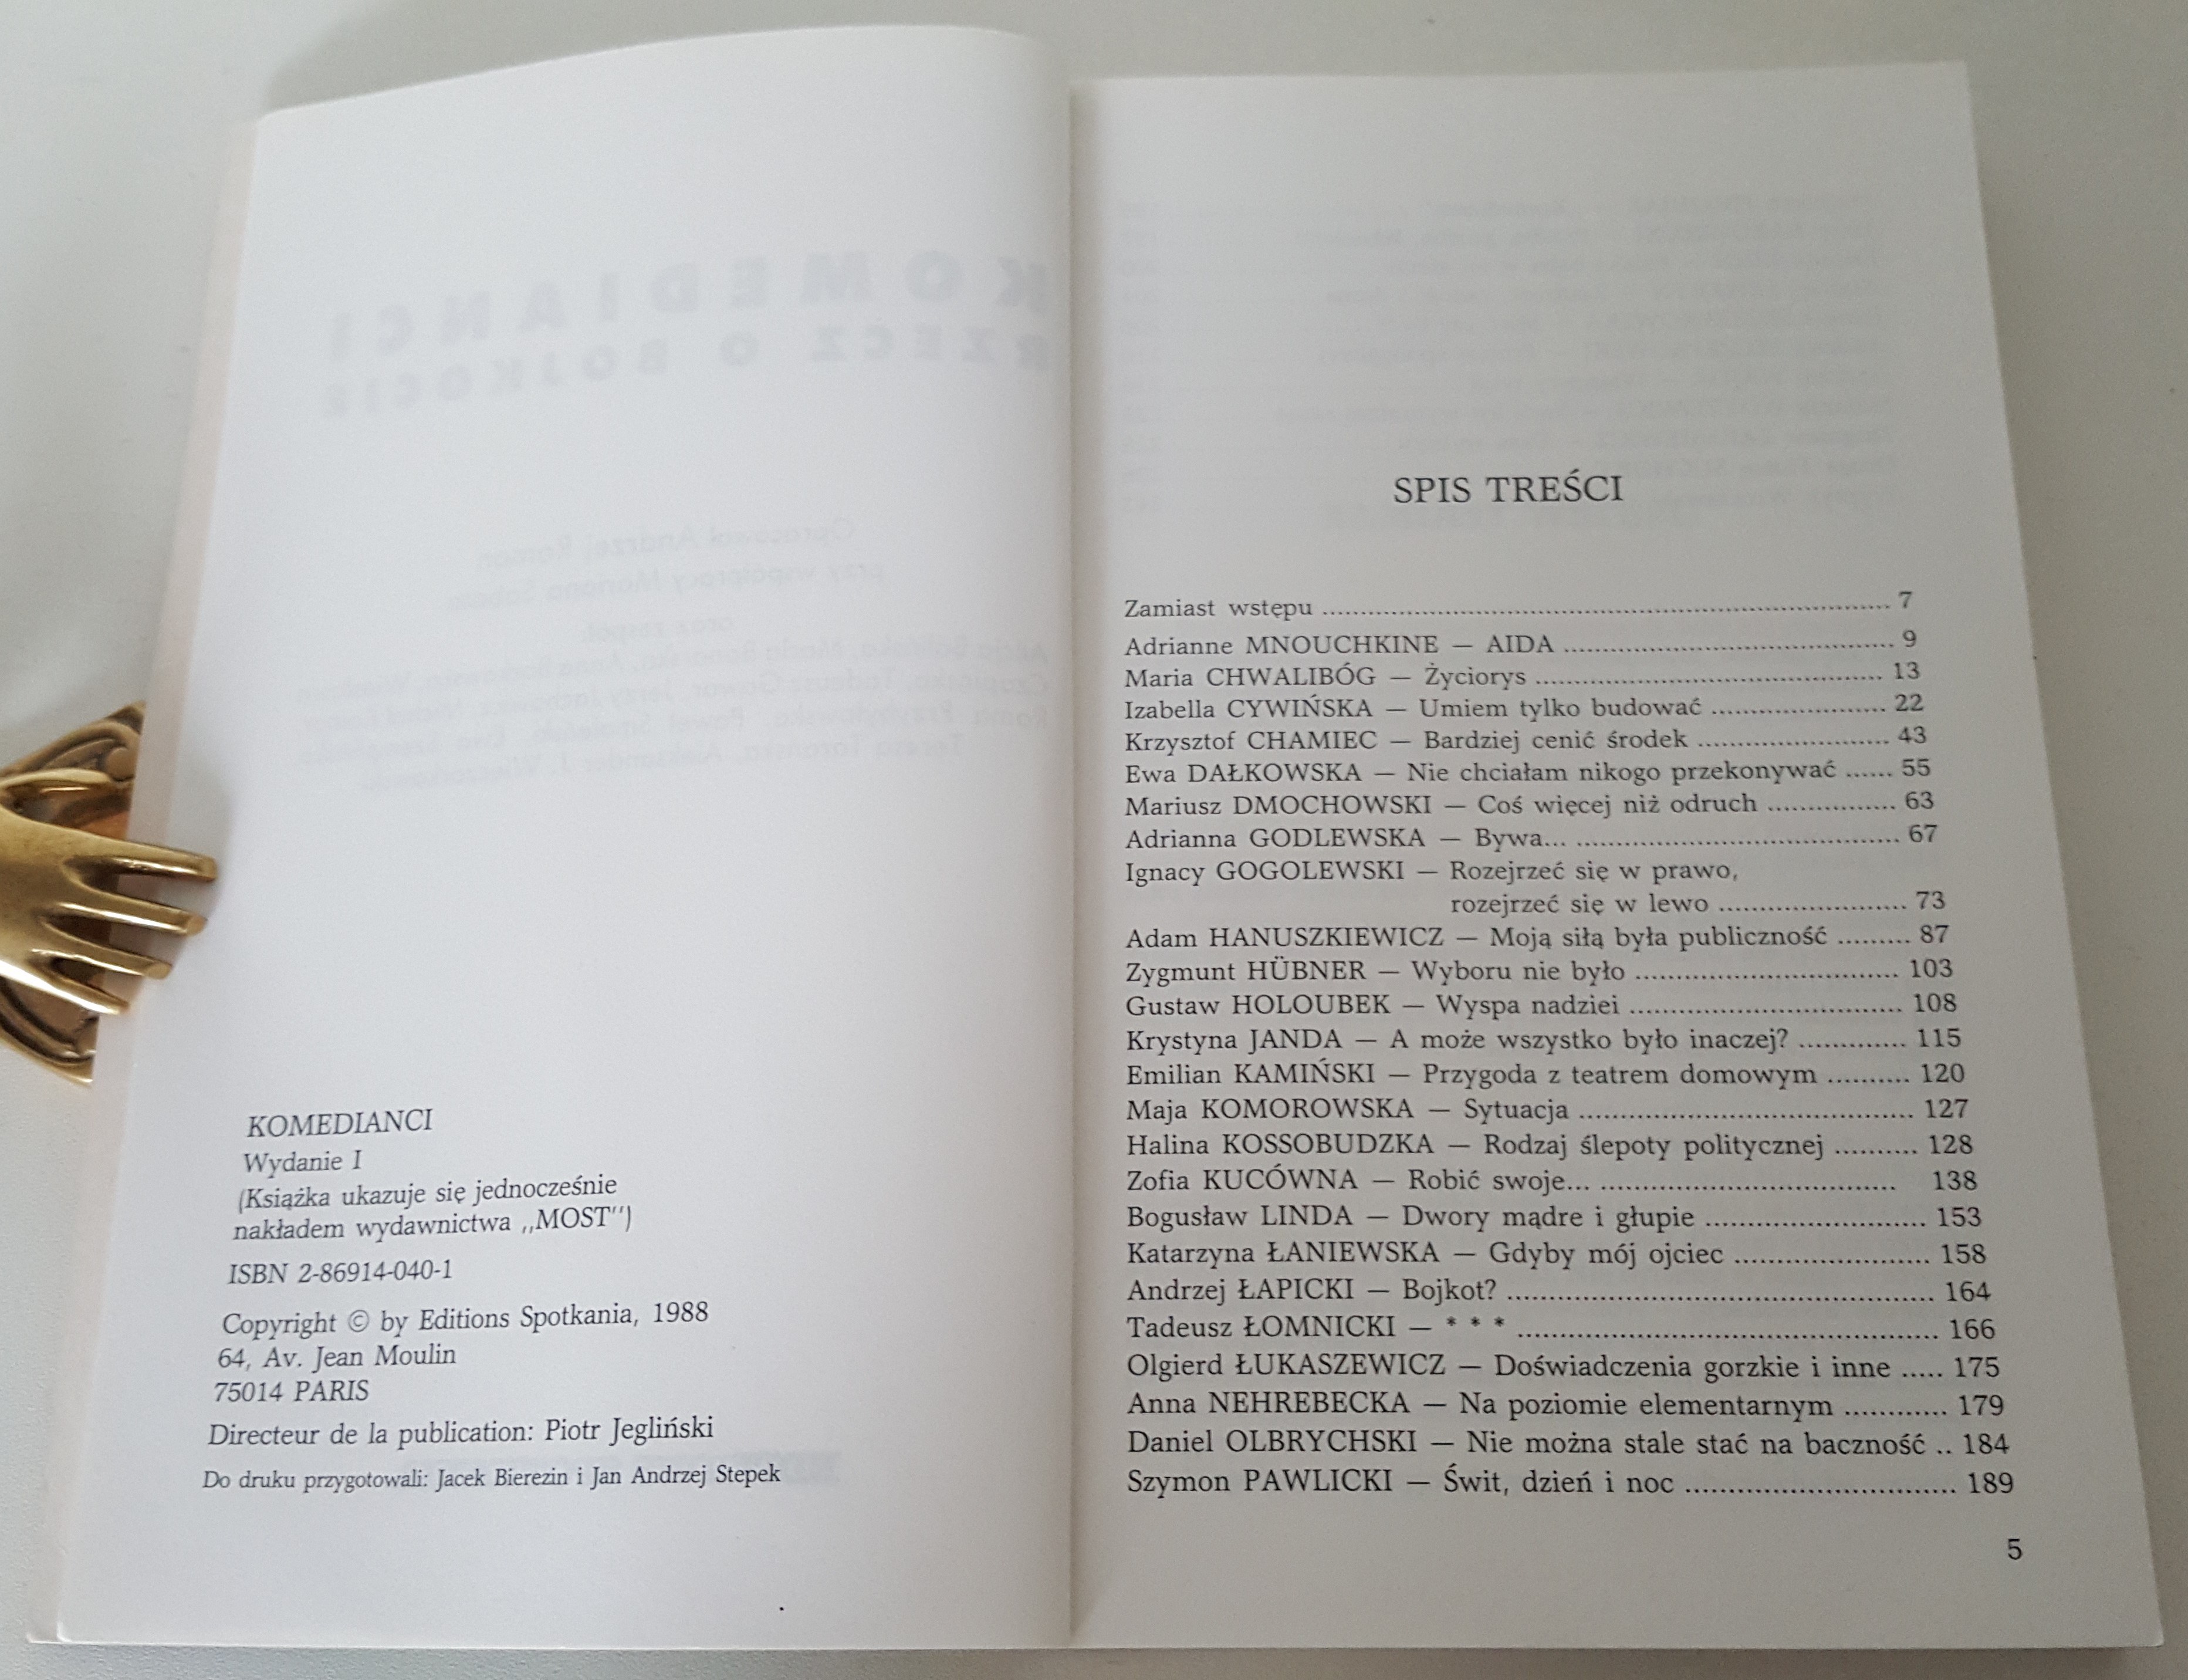 KOMEDIANCI
RZECZ O BOJKOCIE
Opracował Andrzej Roman
KOMEDIANCI
Wydanie I
(Książka ukazuje się jednocześnie
nakładem wydawnictwa ,,MOST'')
ISBN 2-86914-040-1
Copyright © by Editions Spotkania, 1988
64, Av. Jean Moulin
75014 PARIS
Directeur de la publication: Piotr Jegliński
Do druku przygotowali: Jacek Bierezin i Jan Andrzej Stepek
SPIS TREŚCI
Zamiast wstępu ........ 7
Adrianne MNOUCHKINE — AIDA ........ 9
Maria CHWALIBÓG — Życiorys ........ 13
Izabella CYWIŃSKA — Umiem tylko budować ........ 22
Krzysztof CHAMIEC — Bardziej cenić środek ........ 43
Ewa DAŁKOWSKA — Nie chciałam nikogo przekonywać ...... 55
Mariusz DMOCHOWSKI — Coś więcej niż odruch ........ 63
Adrianna GODLEWSKA — Bywa... ........ 67
Ignacy GOGOLEWSKI — Rozejrzeć się w prawo,
rozejrzeć się w lewo ........ 73
Adam HANUSZKIEWICZ — Moją siłą była publiczność ......... 87
Zygmunt HÜBNER — Wyboru nie było ........ 103
Gustaw HOLOUBEK — Wyspa nadziei ........ 108
Krystyna JANDA — A może wszystko było inaczej? ........ 115
Emilian KAMIŃSKI — Przygoda z teatrem domowym .......... 120
Maja KOMOROWSKA — Sytuacja ........ 127
Halina KOSSOBUDZKA — Rodzaj ślepoty politycznej .......... 128
Zofia KUCÓWNA — Robić swoje... ........ 138
Bogusław LINDA — Dwory mądre i głupie ........ 153
Katarzyna ŁANIEWSKA — Gdyby mój ojciec ........ 158
Andrzej ŁAPICKI — Bojkot? ........ 164
Tadeusz ŁOMNICKI — * * * ........ 166
Olgierd ŁUKASZEWICZ — Doświadczenia gorzkie i inne ..... 175
Anna NEHREBECKA — Na poziomie elementarnym ............ 179
Daniel OLBRYCHSKI — Nie można stale stać na baczność .. 184
Szymon PAWLICKI — Świt, dzień i noc ........ 189
5